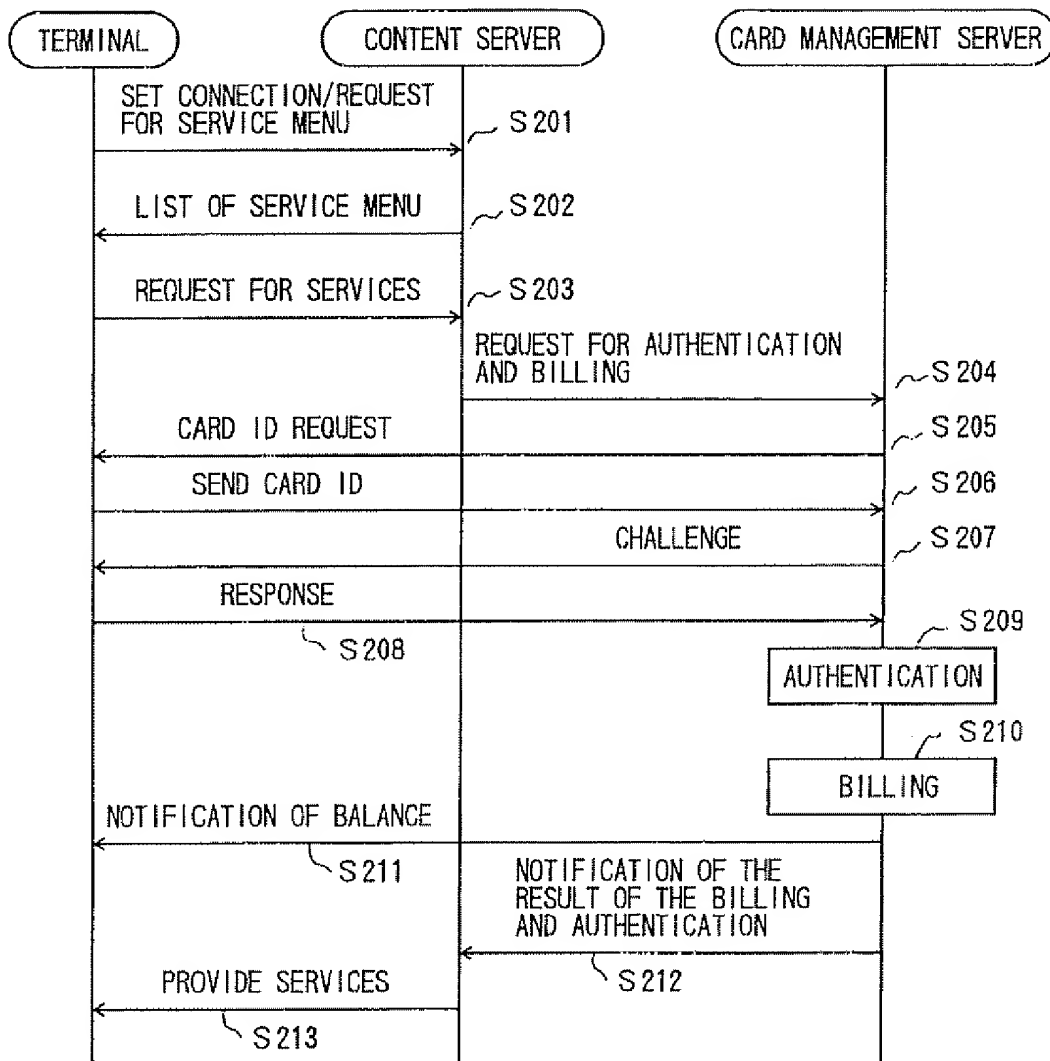 TERMINAL
CONTENT SERVER
CARD MANAGEMENT SERVER
SET CONNECTION/REQUEST
FOR SERVICE MENU
S201
LIST OF SERVICE MENU
S202
REQUEST FOR SERVICES
S203
REQUEST FOR AUTHENTICATION
AND BILLING
S204
CARD ID REQUEST
S205
SEND CARD ID
S206
CHALLENGE
S207
RESPONSE
S208
S209
AUTHENTICATION
S210
BILLING
NOTIFICATION OF BALANCE
S211
NOTIFICATION OF THE
RESULT OF THE BILLING
AND AUTHENTICATION
S212
PROVIDE SERVICES
S213